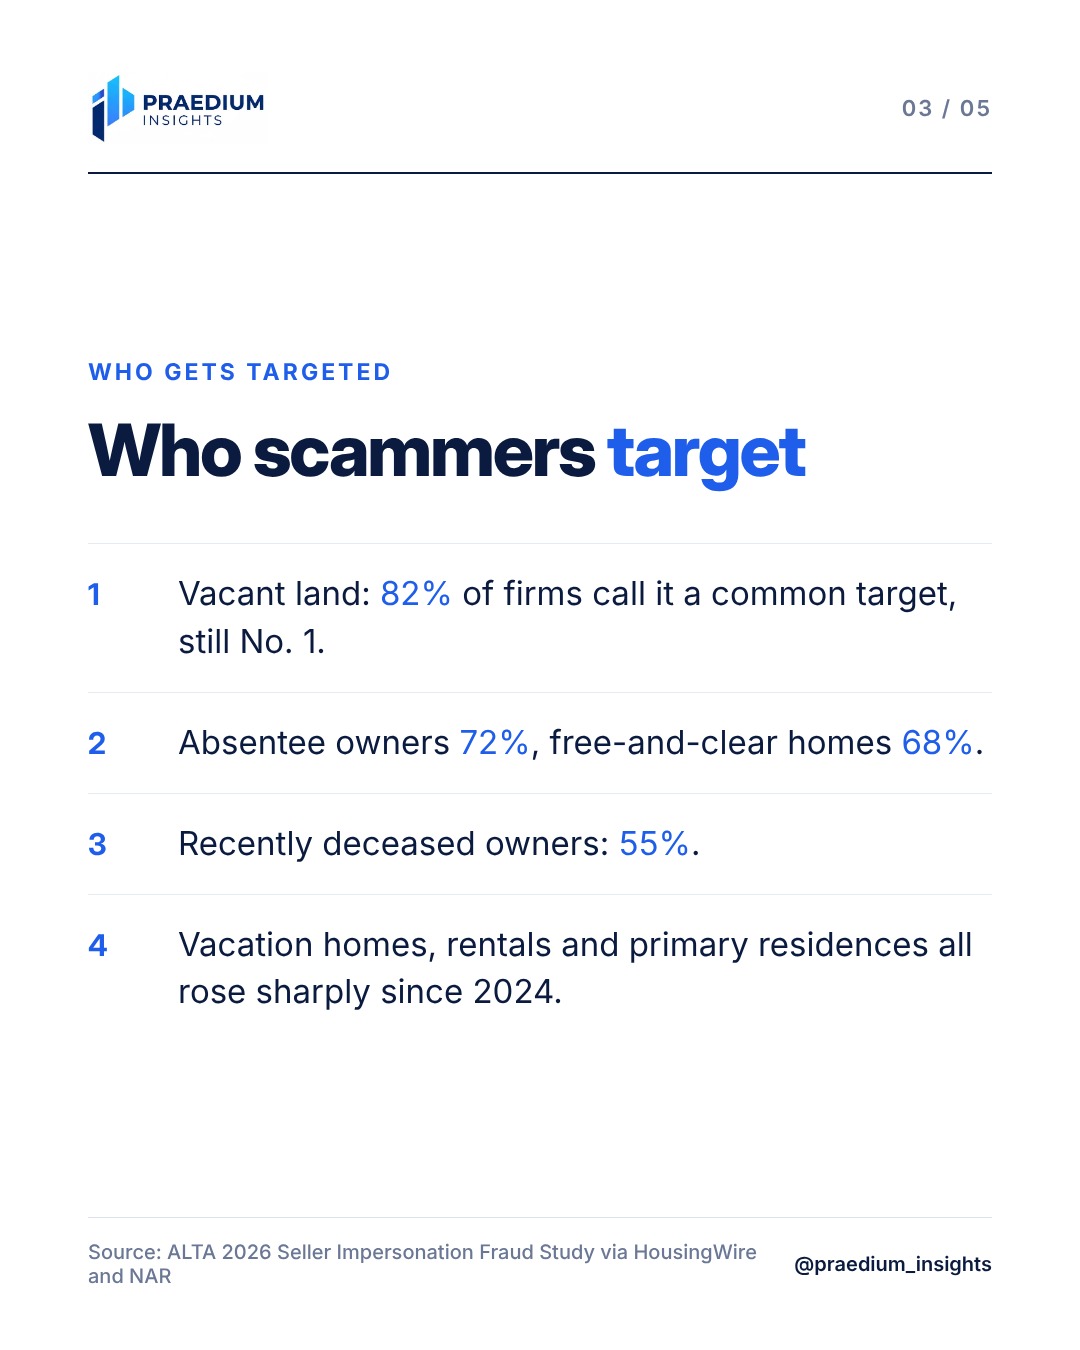 PRAEDIUM
INSIGHTS
03 / 05
WHO GETS TARGETED
Who scammers target
1 Vacant land: 82% of firms call it a common target,
still No. 1.
2 Absentee owners 72%, free-and-clear homes 68%.
3 Recently deceased owners: 55%.
4 Vacation homes, rentals and primary residences all
rose sharply since 2024.
Source: ALTA 2026 Seller Impersonation Fraud Study via HousingWire
and NAR
@praedium_insights